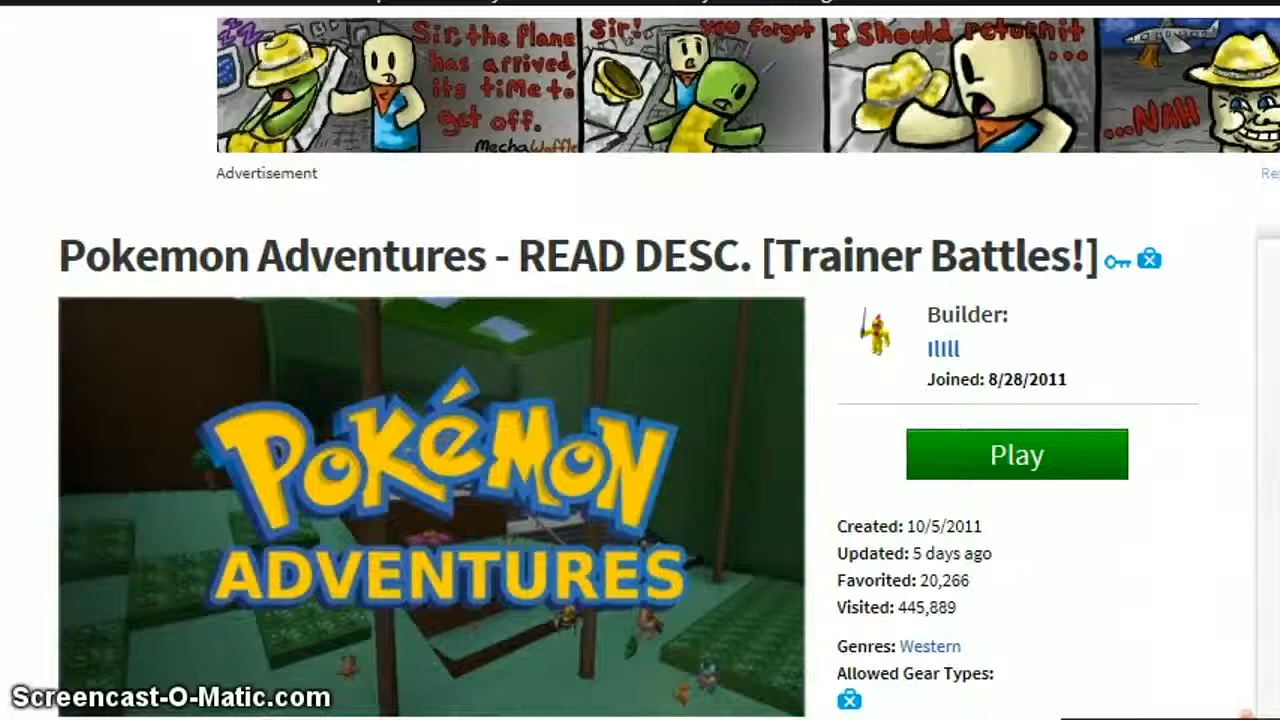 Sir, the Plane
has arrived,
its time to
get off.
MechaWaffle
Sir!
You forgot
I Should return it
...
...NAH
Advertisement
Pokemon Adventures - READ DESC. [Trainer Battles!]
POKéMON
ADVENTURES
Builder:
Joined: 8/28/2011
Play
Created: 10/5/2011
Updated: 5 days ago
Favorited: 20,266
Visited: 445,889
Genres: Western
Allowed Gear Types:
Screencast-O-Matic.com